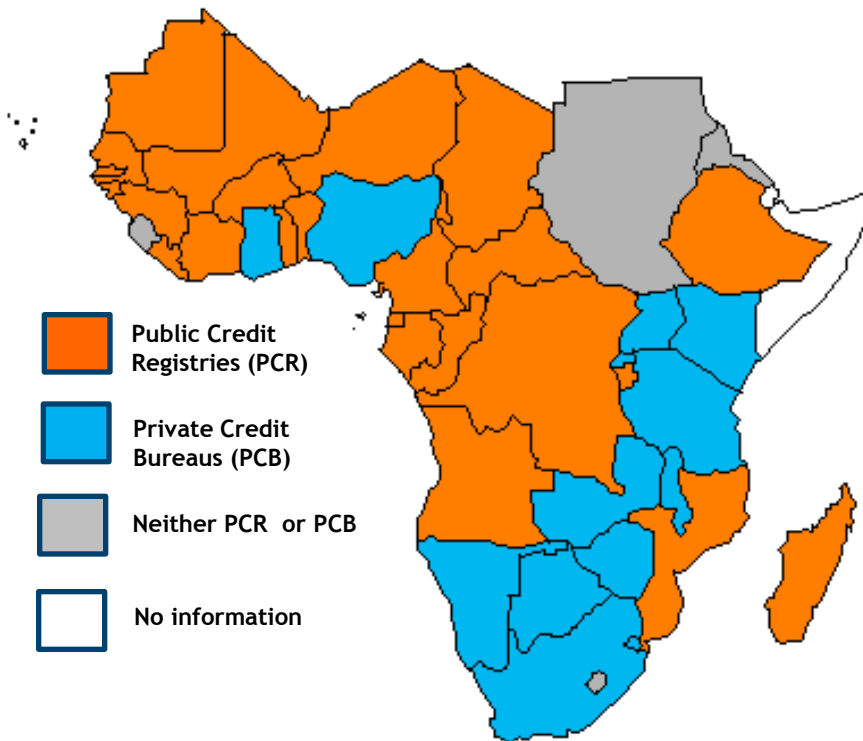 Public Credit
Registries (PCR)
Private Credit
Bureaus (PCB)
Neither PCR or PCB
No information